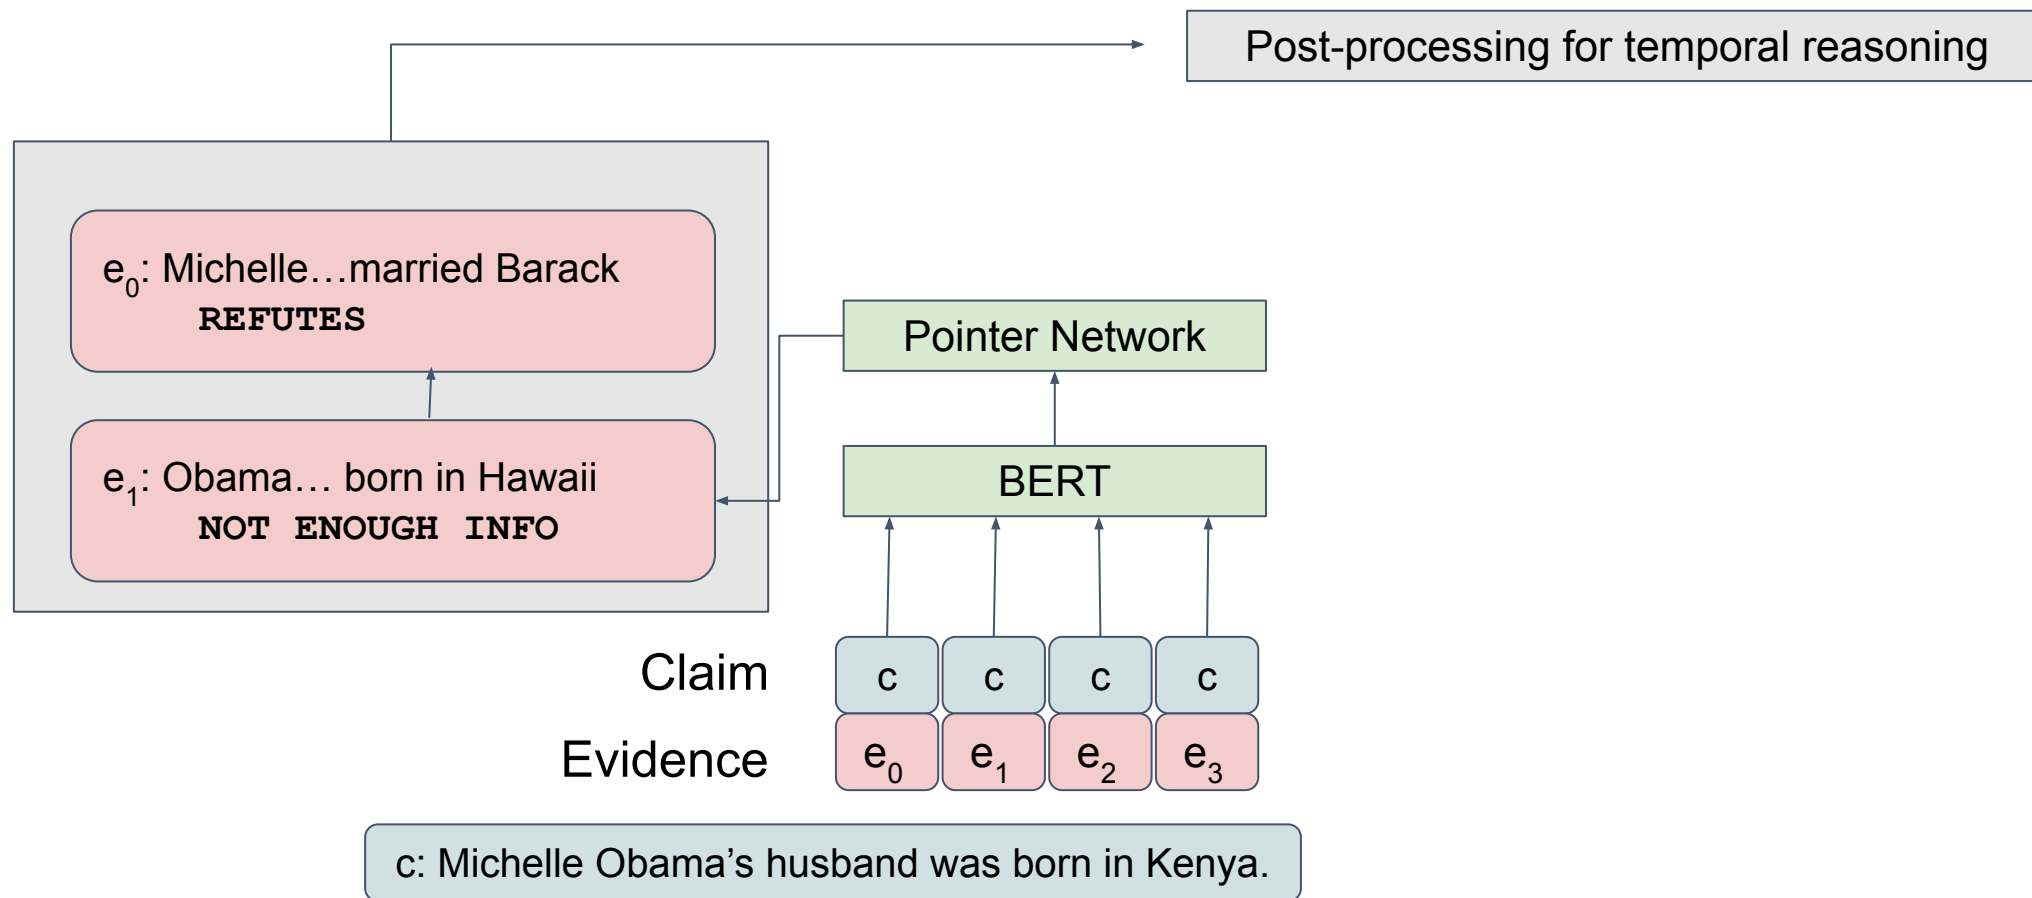 Post-processing for temporal reasoning
e₀: Michelle…married Barack
REFUTES
Pointer Network
e₁: Obama… born in Hawaii
NOT ENOUGH INFO
BERT
Claim c c c c
Evidence e₀ e₁ e₂ e₃
c: Michelle Obama’s husband was born in Kenya.